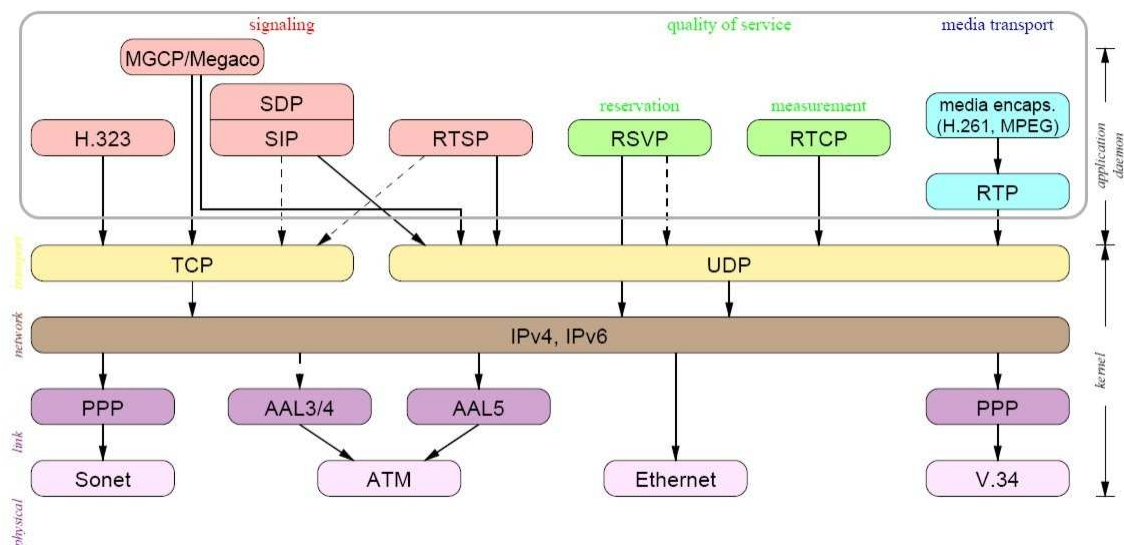 signaling
quality of service
media transport
MGCP/Megaco
SDP
SIP
H.323
RTSP
reservation
RSVP
measurement
RTCP
media encaps.
(H.261, MPEG)
RTP
application
daemon
transport
TCP
UDP
network
IPv4, IPv6
kernel
link
PPP
AAL3/4
AAL5
PPP
physical
Sonet
ATM
Ethernet
V.34